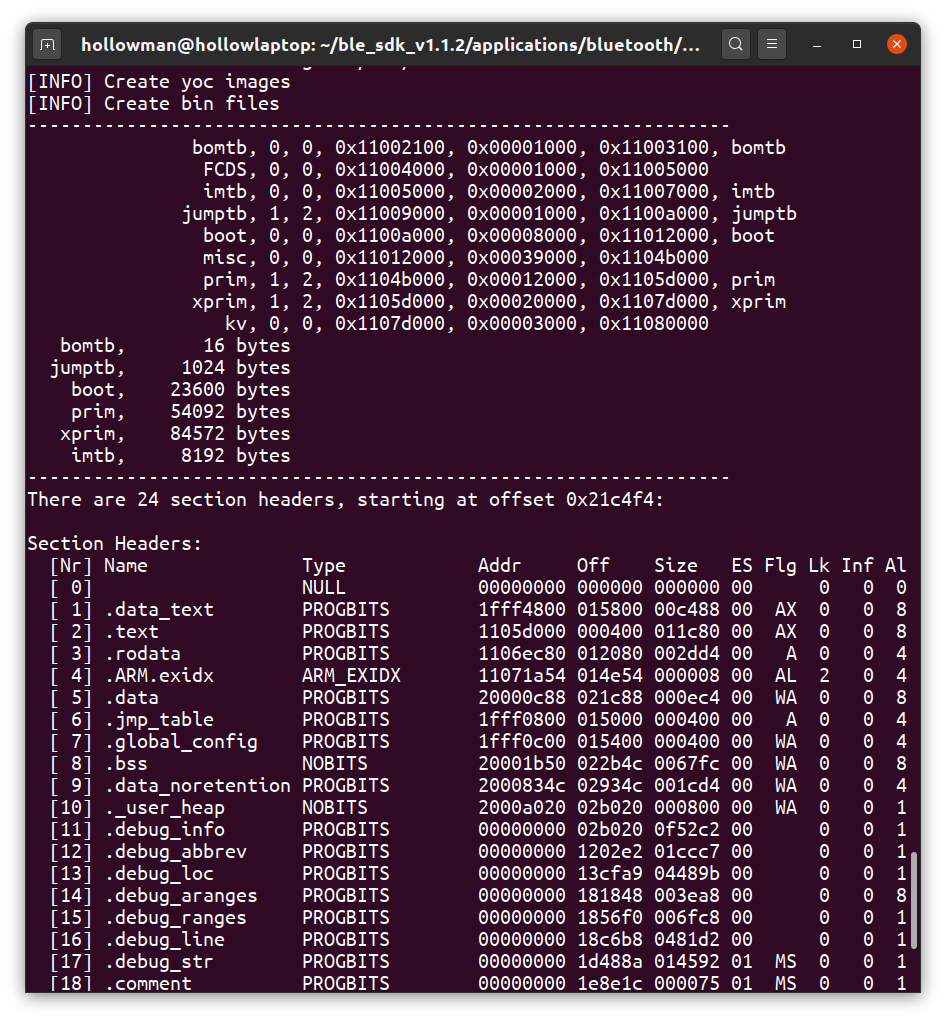 hollowman@hollowlaptop: ~/ble_sdk_v1.1.2/applications/bluetooth/...
[INFO] Create yoc images
[INFO] Create bin files
----------------------------------------------------------------
               bomtb, 0, 0, 0x11002100, 0x00001000, 0x11003100, bomtb
                FCDS, 0, 0, 0x11004000, 0x00001000, 0x11005000
                imtb, 0, 0, 0x11005000, 0x00002000, 0x11007000, imtb
              jumptb, 1, 2, 0x11009000, 0x00001000, 0x1100a000, jumptb
                boot, 0, 0, 0x1100a000, 0x00008000, 0x11012000, boot
                misc, 0, 0, 0x11012000, 0x00039000, 0x1104b000
                prim, 1, 2, 0x1104b000, 0x00012000, 0x1105d000, prim
               xprim, 1, 2, 0x1105d000, 0x00020000, 0x1107d000, xprim
                  kv, 0, 0, 0x1107d000, 0x00003000, 0x11080000
   bomtb,       16 bytes
  jumptb,     1024 bytes
    boot,    23600 bytes
    prim,    54092 bytes
   xprim,    84572 bytes
    imtb,     8192 bytes
----------------------------------------------------------------
There are 24 section headers, starting at offset 0x21c4f4:
Section Headers:
  [Nr] Name              Type            Addr     Off    Size   ES Flg Lk Inf Al
  [ 0]                   NULL            00000000 000000 000000 00      0   0  0
  [ 1] .data_text        PROGBITS        1fff4800 015800 00c488 00  AX  0   0  8
  [ 2] .text             PROGBITS        1105d000 000400 011c80 00  AX  0   0  8
  [ 3] .rodata           PROGBITS        1106ec80 012080 002dd4 00   A  0   0  4
  [ 4] .ARM.exidx        ARM_EXIDX       11071a54 014e54 000008 00  AL  2   0  4
  [ 5] .data             PROGBITS        20000c88 021c88 000ec4 00  WA  0   0  8
  [ 6] .jmp_table        PROGBITS        1fff0800 015000 000400 00   A  0   0  4
  [ 7] .global_config    PROGBITS        1fff0c00 015400 000400 00  WA  0   0  4
  [ 8] .bss              NOBITS          20001b50 022b4c 0067fc 00  WA  0   0  8
  [ 9] .data_noretention PROGBITS        2000834c 02934c 001cd4 00  WA  0   0  4
  [10] ._user_heap       NOBITS          2000a020 02b020 000800 00  WA  0   0  1
  [11] .debug_info       PROGBITS        00000000 02b020 0f52c2 00      0   0  1
  [12] .debug_abbrev     PROGBITS        00000000 1202e2 01ccc7 00      0   0  1
  [13] .debug_loc        PROGBITS        00000000 13cfa9 04489b 00      0   0  1
  [14] .debug_aranges    PROGBITS        00000000 181848 003ea8 00      0   0  8
  [15] .debug_ranges     PROGBITS        00000000 1856f0 006fc8 00      0   0  1
  [16] .debug_line       PROGBITS        00000000 18c6b8 0481d2 00      0   0  1
  [17] .debug_str        PROGBITS        00000000 1d488a 014592 01  MS  0   0  1
  [18] .comment          PROGBITS        00000000 1e8e1c 000075 01  MS  0   0  1